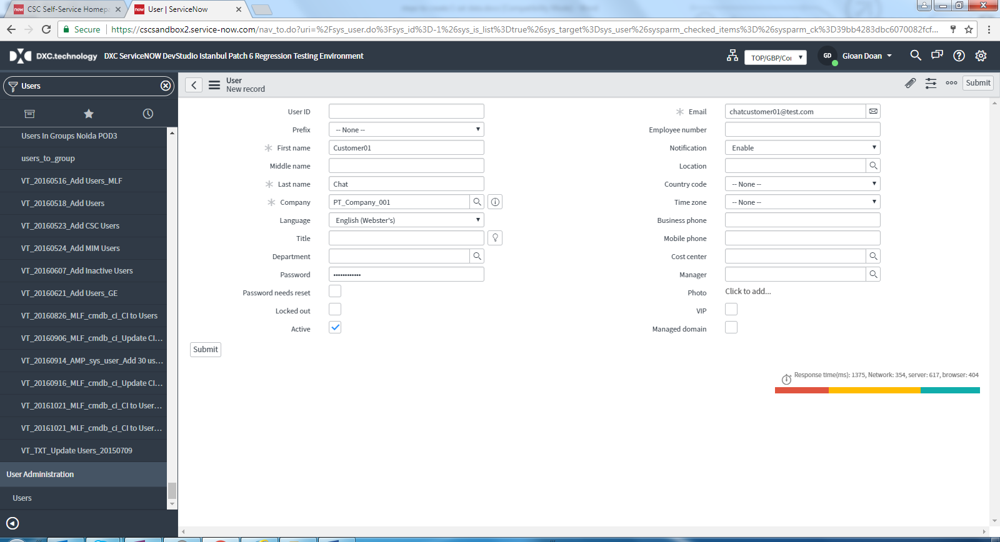 CSC Self-Service Homep
User | ServiceNow
Secure
https://cscsandbox2.service-now.com/nav_to.do?uri=%2Fsys_user.do%3Fsys_id%3D-1%26sys_is_list%3Dtrue%26sys_target%3Dsys_user%26sysparm_checked_items%3D%26sysparm_ck%3D39bb4283dbc6070082fcf...
DXC.technology
DXC ServiceNOW DevStudio Istanbul Patch 6 Regression Testing Environment
TOP/GBP/Coi
GD
Gioan Doan
Users
User
New record
Submit
Users In Groups Noida POD3
users_to_group
VT_20160516_Add Users_MLF
VT_20160518_Add Users
VT_20160523_Add CSC Users
VT_20160524_Add MIM Users
VT_20160607_Add Inactive Users
VT_20160621_Add Users_GE
VT_20160826_MLF_cmdb_ci_CI to Users
VT_20160906_MLF_cmdb_ci_Update CI...
VT_20160914_AMP_sys_user_Add 30 us...
VT_20160916_MLF_cmdb_ci_Update CI...
VT_20161021_MLF_cmdb_ci_CI to User...
VT_20161021_MLF_cmdb_ci_CI to User...
VT_TXT_Update Users_20150709
User Administration
Users
User ID
Prefix
-- None --
First name
Customer01
Middle name
Last name
Chat
Company
PT_Company_001
Language
English (Webster's)
Title
Department
Password
••••••••••••
Password needs reset
Locked out
Active
Submit
Email
chatcustomer01@test.com
Employee number
Notification
Enable
Location
Country code
-- None --
Time zone
-- None --
Business phone
Mobile phone
Cost center
Manager
Photo
Click to add...
VIP
Managed domain
Response time(ms): 1375, Network: 354, server: 617, browser: 404